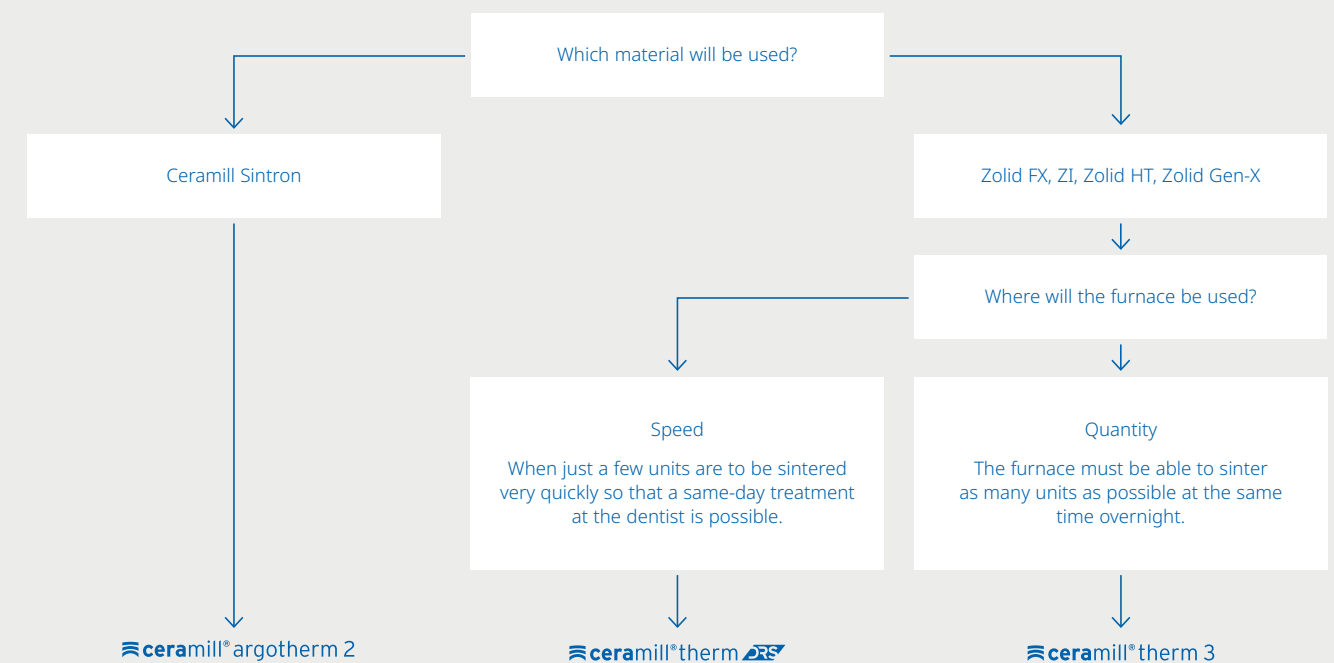 Which material will be used?
Ceramill Sintron
Zolid FX, ZI, Zolid HT, Zolid Gen-X
Where will the furnace be used?
Speed
When just a few units are to be sintered
very quickly so that a same-day treatment
at the dentist is possible.
Quantity
The furnace must be able to sinter
as many units as possible at the same
time overnight.
ceramill® argotherm 2
ceramill® therm DRS
ceramill® therm 3